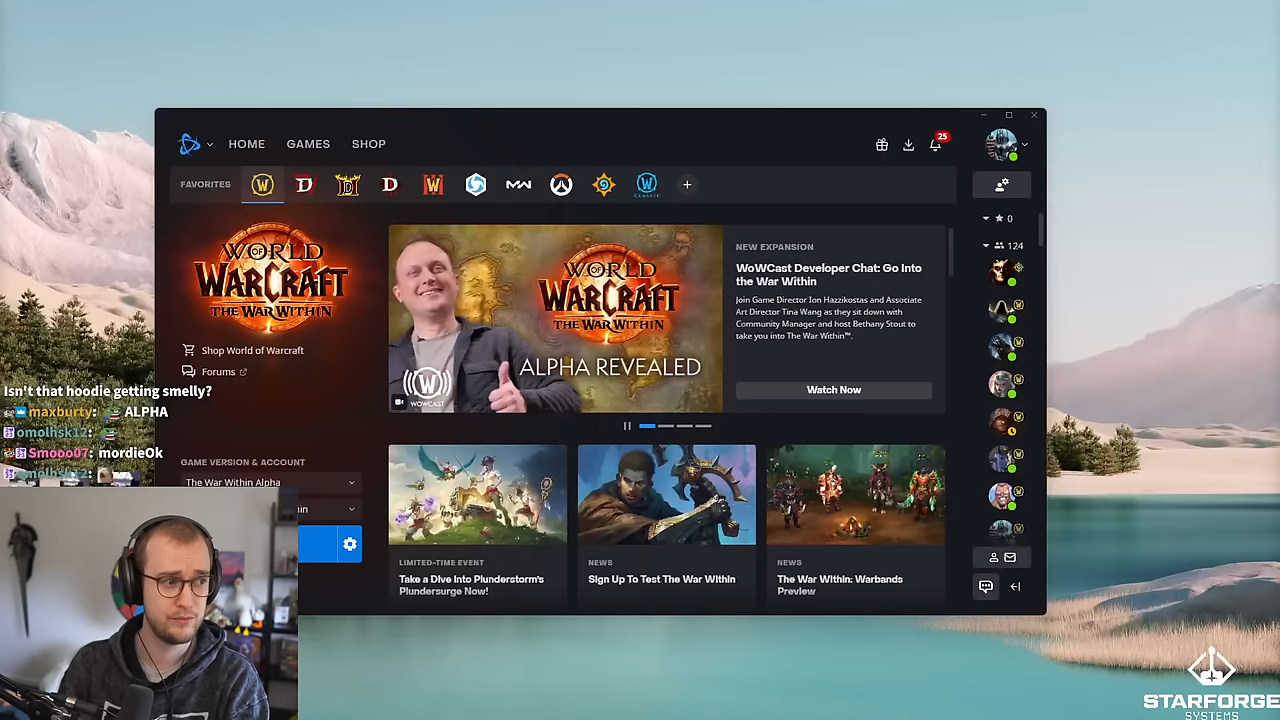 HOME
GAMES
SHOP
25
FAVORITES
CLASSIC
0
124
WORLD
OF
WARCRAFT
THE WAR WITHIN
Shop World of Warcraft
Forums
WORLD
OF
WARCRAFT
THE WAR WITHIN
ALPHA REVEALED
WOWCAST
NEW EXPANSION
WoWCast Developer Chat: Go Into
the War Within
Join Game Director Ion Hazzikostas and Associate
Art Director Tina Wang as they sit down with
Community Manager and host Bethany Stout to
take you into The War Within™.
Watch Now
Isn't that hoodie getting smelly?
maxburty: ALPHA
omolhsk12:
Smooo07: mordieOk
GAME VERSION & ACCOUNT
The War Within Alpha
in
LIMITED-TIME EVENT
Take a Dive Into Plunderstorm's
Plundersurge Now!
NEWS
Sign Up To Test The War Within
NEWS
The War Within: Warbands
Preview
STARFORGE
SYSTEMS